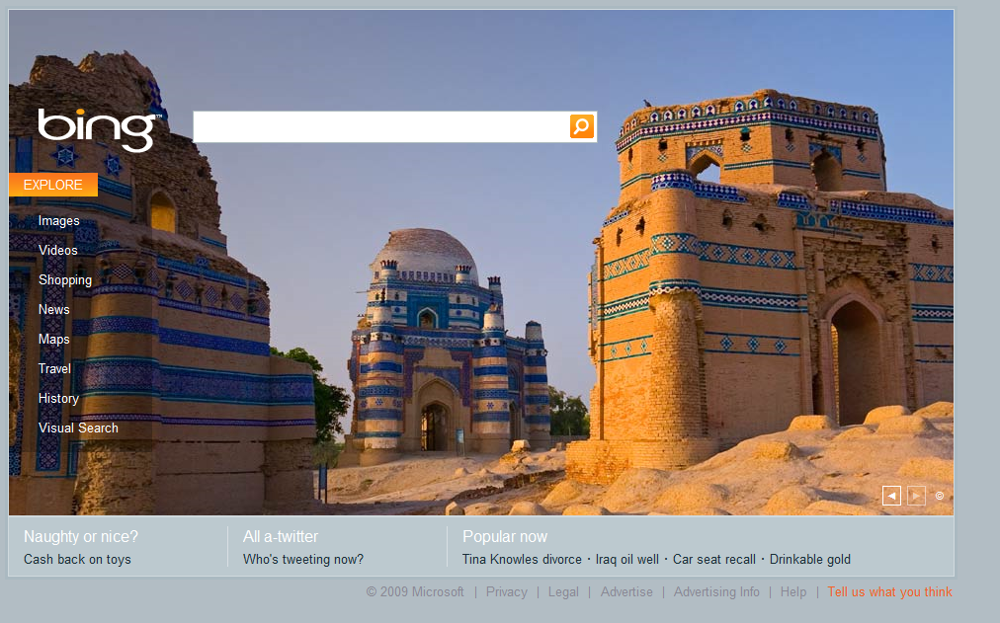 bing™
EXPLORE
Images
Videos
Shopping
News
Maps
Travel
History
Visual Search
©
Naughty or nice?
Cash back on toys
All a-twitter
Who's tweeting now?
Popular now
Tina Knowles divorce · Iraq oil well · Car seat recall · Drinkable gold
© 2009 Microsoft | Privacy | Legal | Advertise | Advertising Info | Help | Tell us what you think